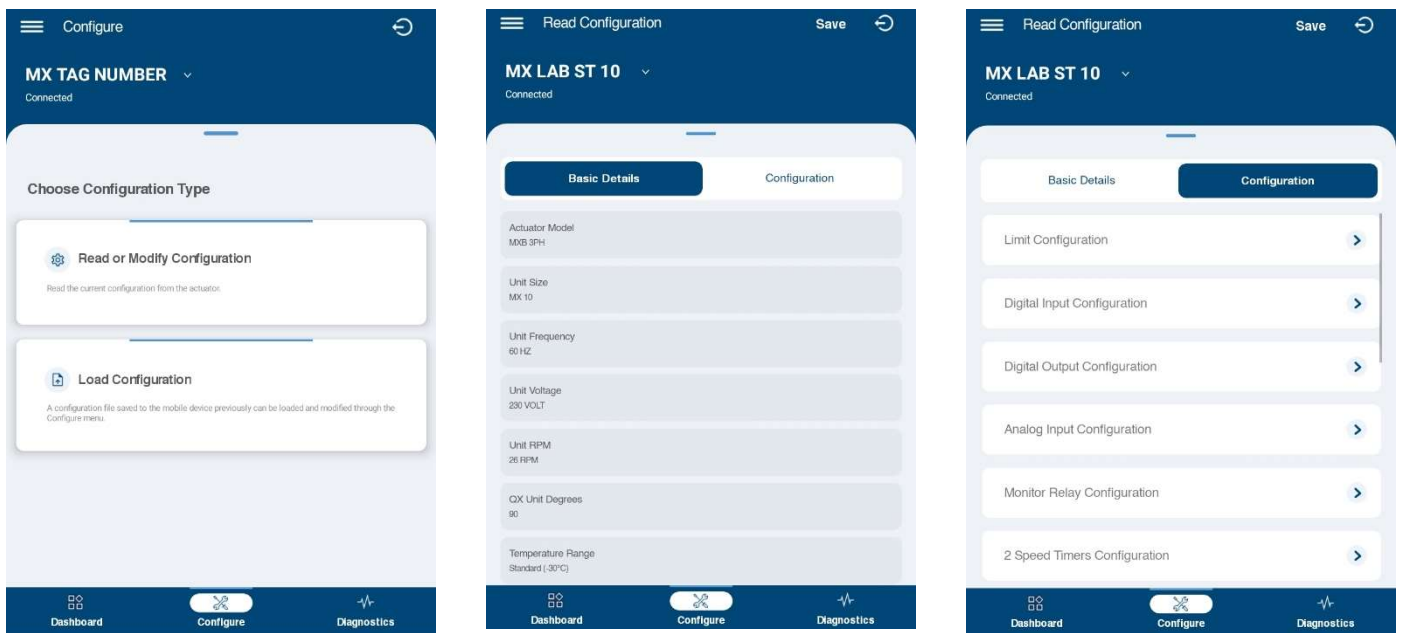 Configure
MX TAG NUMBER
Connected
Choose Configuration Type
Read or Modify Configuration
Read the current configuration from the actuator.
Load Configuration
A configuration file saved to the mobile device previously can be loaded and modified through the
Configure menu.
Dashboard
Configure
Diagnostics
Read Configuration
Save
MX LAB ST 10
Connected
Basic Details
Configuration
Actuator Model
MXB 3PH
Unit Size
MX 10
Unit Frequency
60 HZ
Unit Voltage
230 VOLT
Unit RPM
26 RPM
QX Unit Degrees
90
Temperature Range
Standard (-30°C)
Dashboard
Configure
Diagnostics
Read Configuration
Save
MX LAB ST 10
Connected
Basic Details
Configuration
Limit Configuration
Digital Input Configuration
Digital Output Configuration
Analog Input Configuration
Monitor Relay Configuration
2 Speed Timers Configuration
Dashboard
Configure
Diagnostics